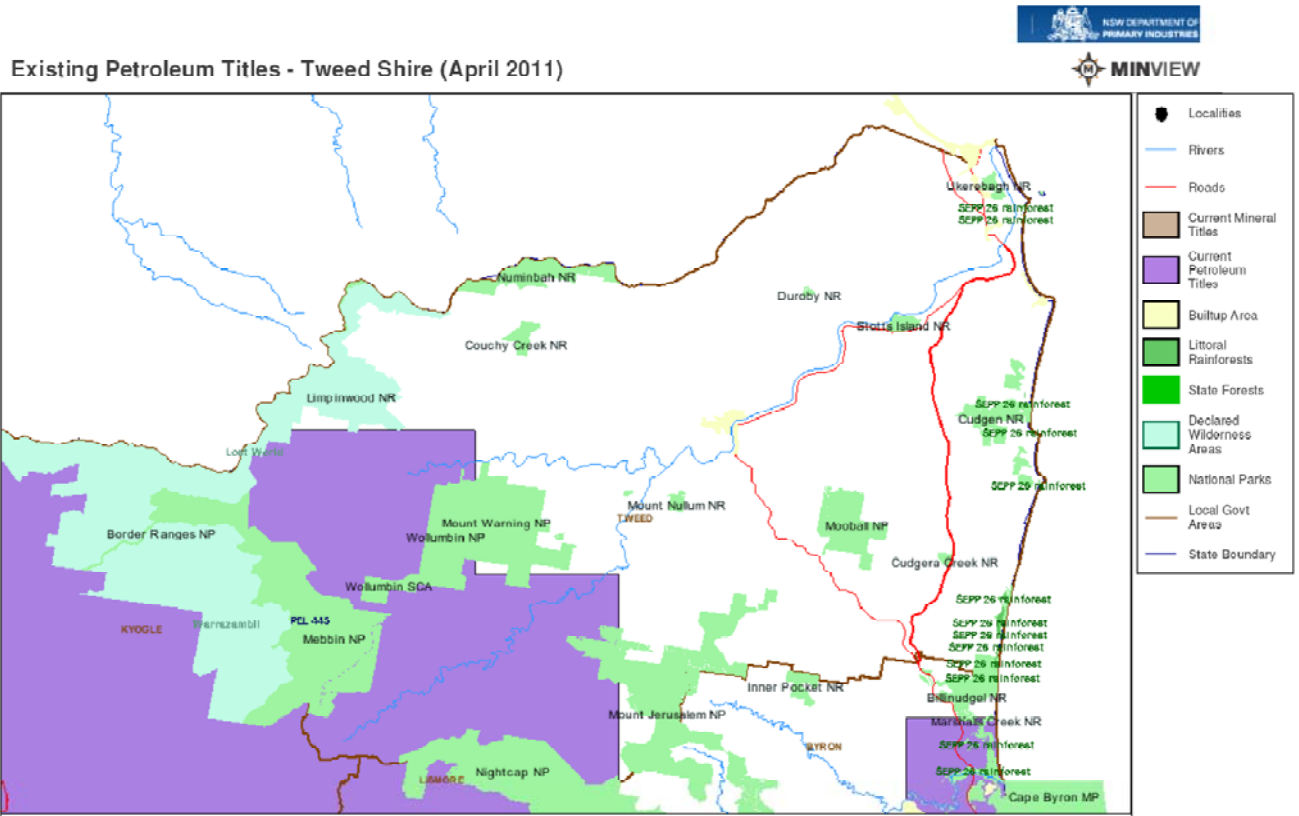 NSW DEPARTMENT OF
PRIMARY INDUSTRIES
Existing Petroleum Titles - Tweed Shire (April 2011)
M MINVIEW
Localities
Rivers
Roads
Current Mineral
Titles
Current
Petroleum
Titles
Builtup Area
Littoral
Rainforests
State Forests
Declared
Wilderness
Areas
National Parks
Local Govt
Areas
State Boundary
Ukerebagh NR
SEPP 26 rainforest
SEPP 26 rainforest
Numinbah NR
Duroby NR
Stotts Island NR
Couchy Creek NR
Limpinwood NR
SEPP 26 rainforest
Cudgen NR
SEPP 26 rainforest
Lost World
SEPP 26 rainforest
Mount Nullum NR
TWEED
Mount Warning NP
Mooball NP
Border Ranges NP
Wollumbin NP
Cudgera Creek NR
Wollumbin SCA
SEPP 26 rainforest
PEL 445
SEPP 26 rainforest
KYOGLE
SEPP 26 rainforest
Mebbin NP
SEPP 26 rainforest
SEPP 26 rainforest
SEPP 26 rainforest
Inner Pocket NR
Billinudgel NR
Mount Jerusalem NP
Marshalls Creek NR
BYRON
SEPP 26 rainforest
Nightcap NP
SEPP 26 rainforest
LISMORE
Cape Byron MP